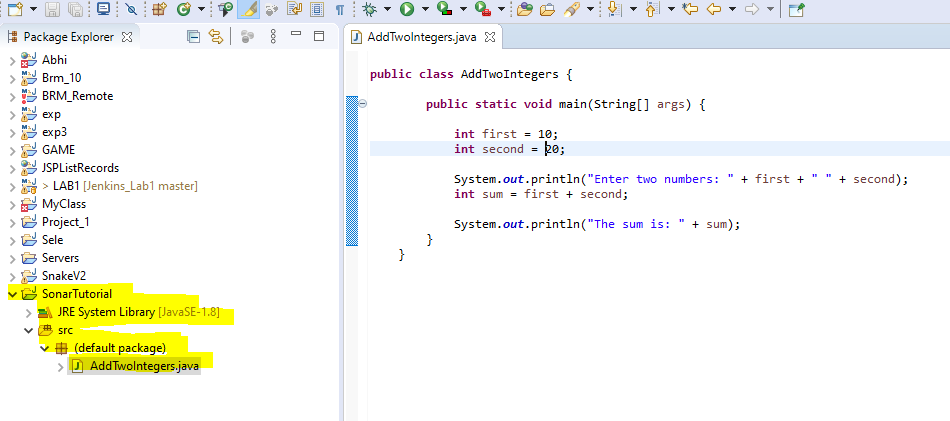 Package Explorer
Abhi
Brm_10
BRM_Remote
exp
exp3
GAME
JSPListRecords
> LAB1 [Jenkins_Lab1 master]
MyClass
Project_1
Sele
Servers
SnakeV2
SonarTutorial
JRE System Library [JavaSE-1.8]
src
(default package)
AddTwoIntegers.java
AddTwoIntegers.java
public class AddTwoIntegers {
public static void main(String[] args) {
int first = 10;
int second = 20;
System.out.println("Enter two numbers: " + first + " " + second);
int sum = first + second;
System.out.println("The sum is: " + sum);
}
}